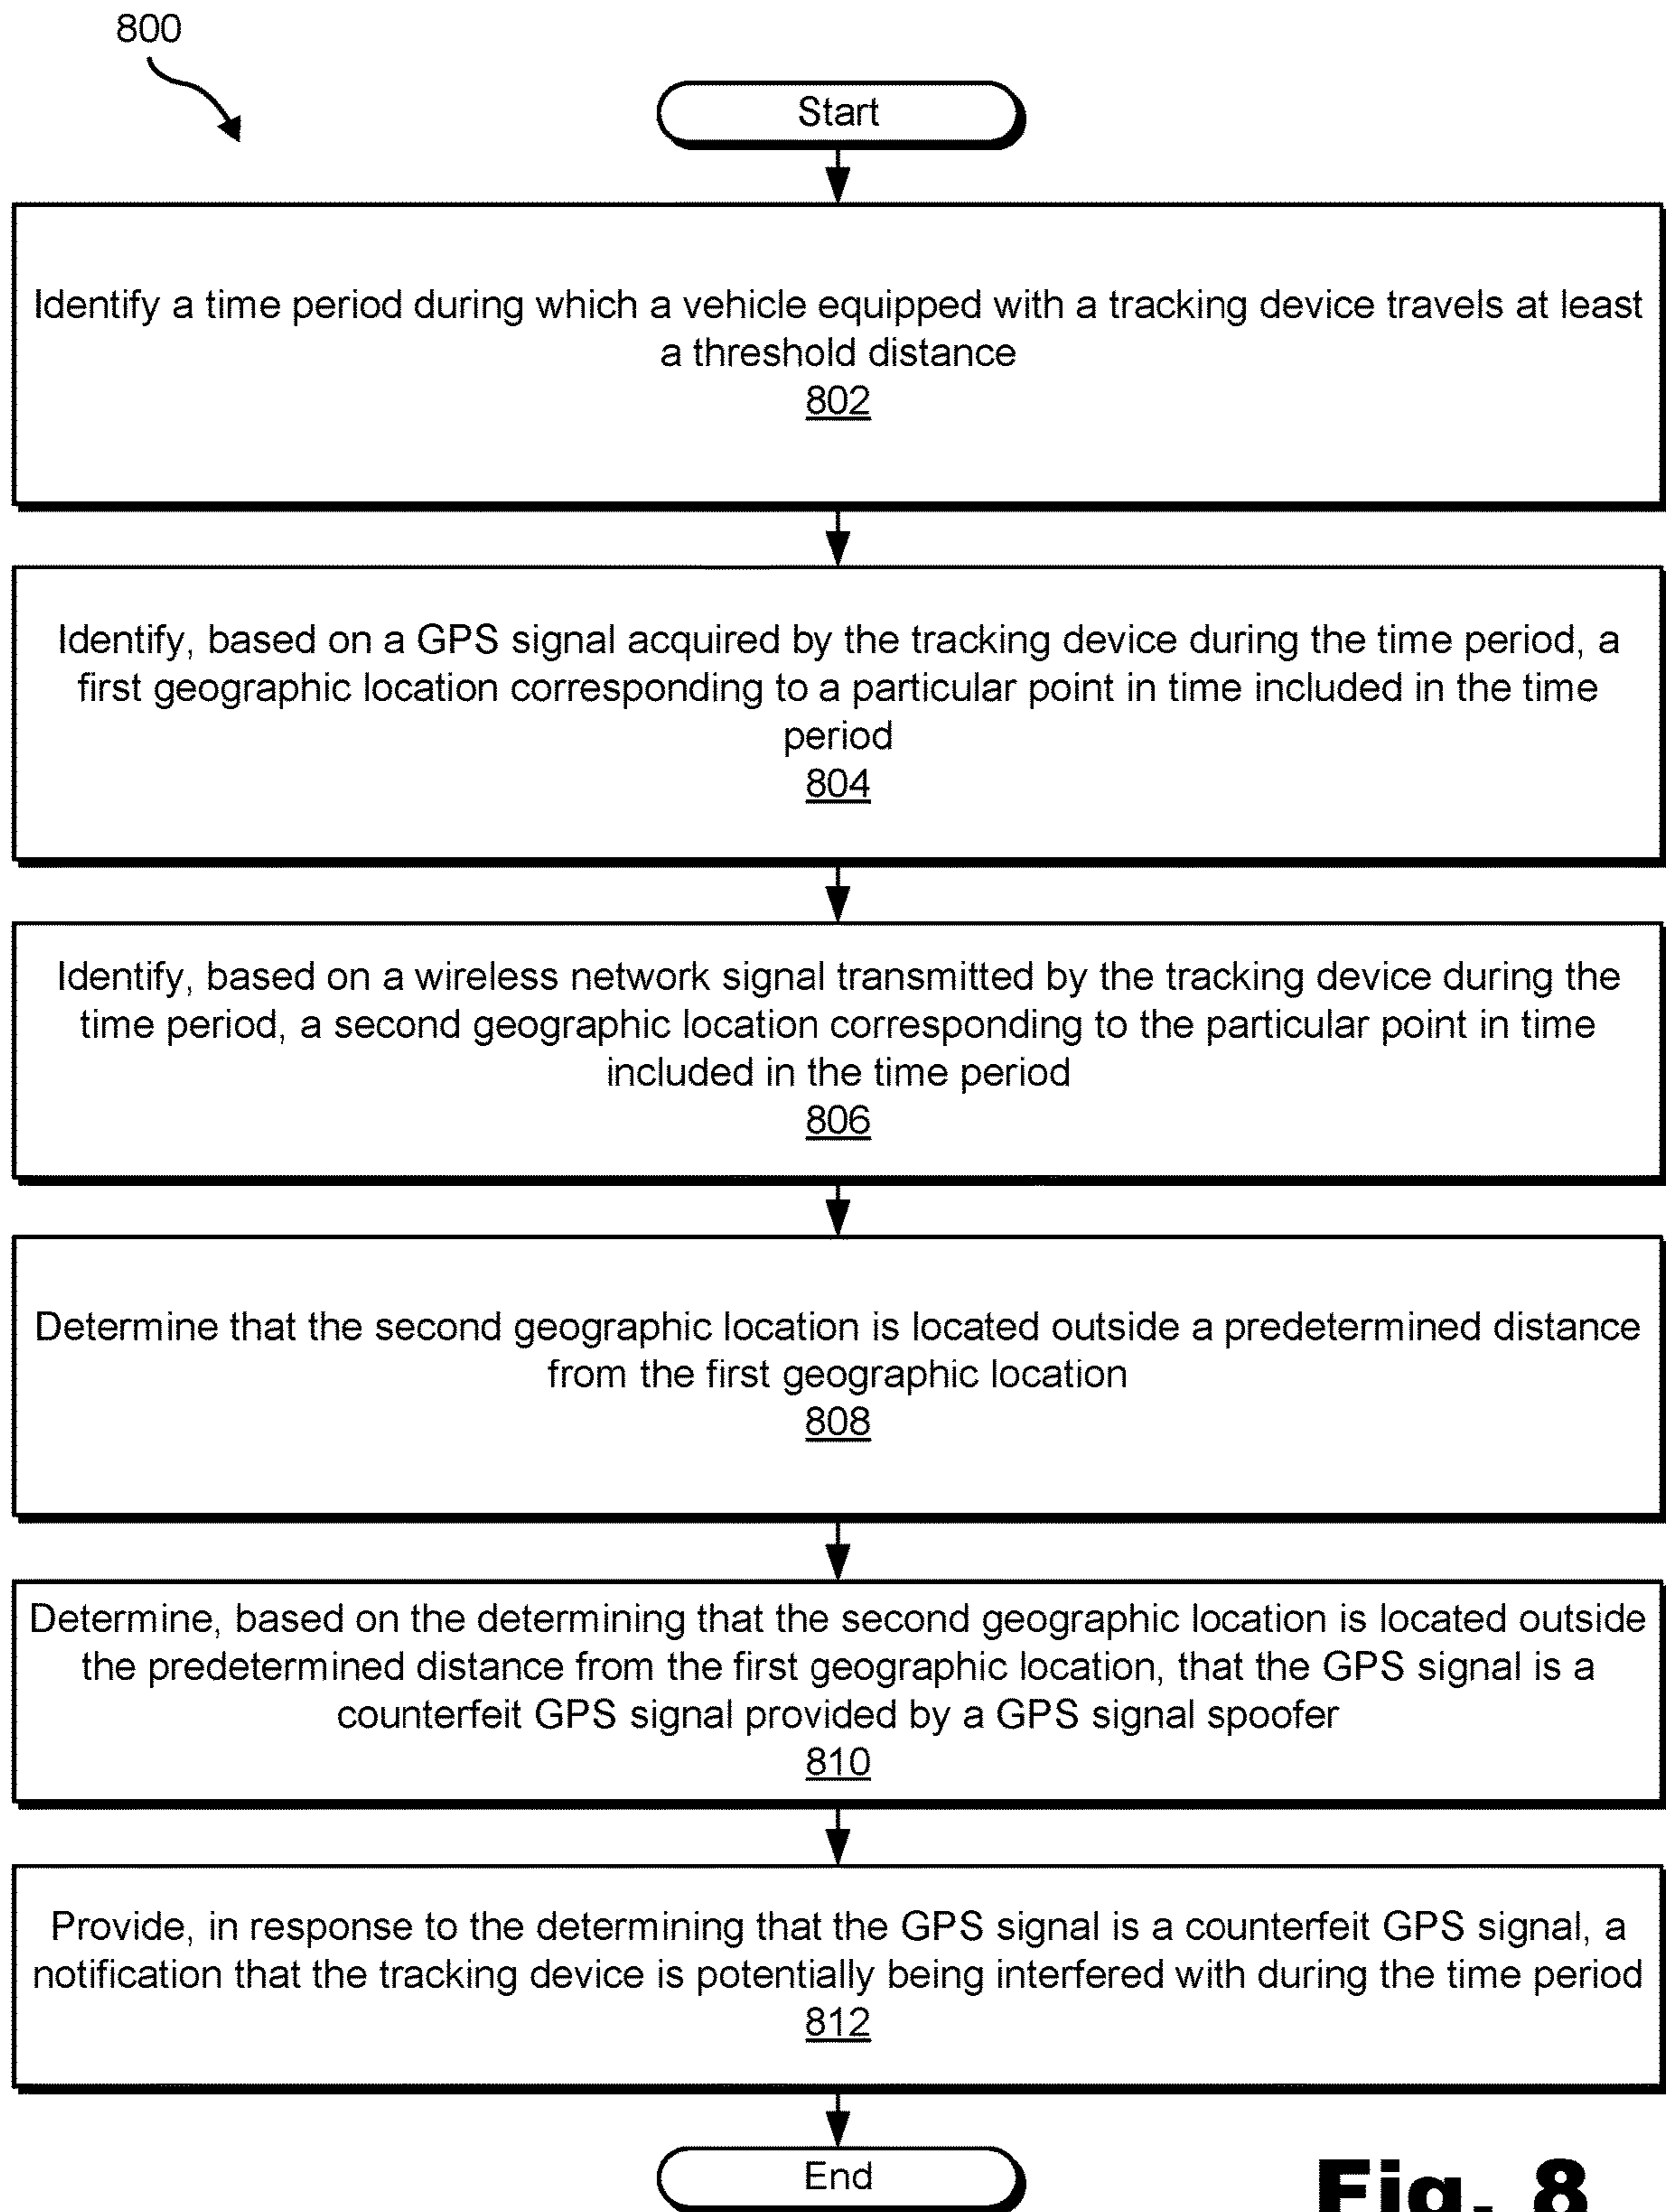 800
Start
Identify a time period during which a vehicle equipped with a tracking device travels at least
a threshold distance
802
Identify, based on a GPS signal acquired by the tracking device during the time period, a
first geographic location corresponding to a particular point in time included in the time
period
804
Identify, based on a wireless network signal transmitted by the tracking device during the
time period, a second geographic location corresponding to the particular point in time
included in the time period
806
Determine that the second geographic location is located outside a predetermined distance
from the first geographic location
808
Determine, based on the determining that the second geographic location is located outside
the predetermined distance from the first geographic location, that the GPS signal is a
counterfeit GPS signal provided by a GPS signal spoofer
810
Provide, in response to the determining that the GPS signal is a counterfeit GPS signal, a
notification that the tracking device is potentially being interfered with during the time period
812
End
Fig. 8